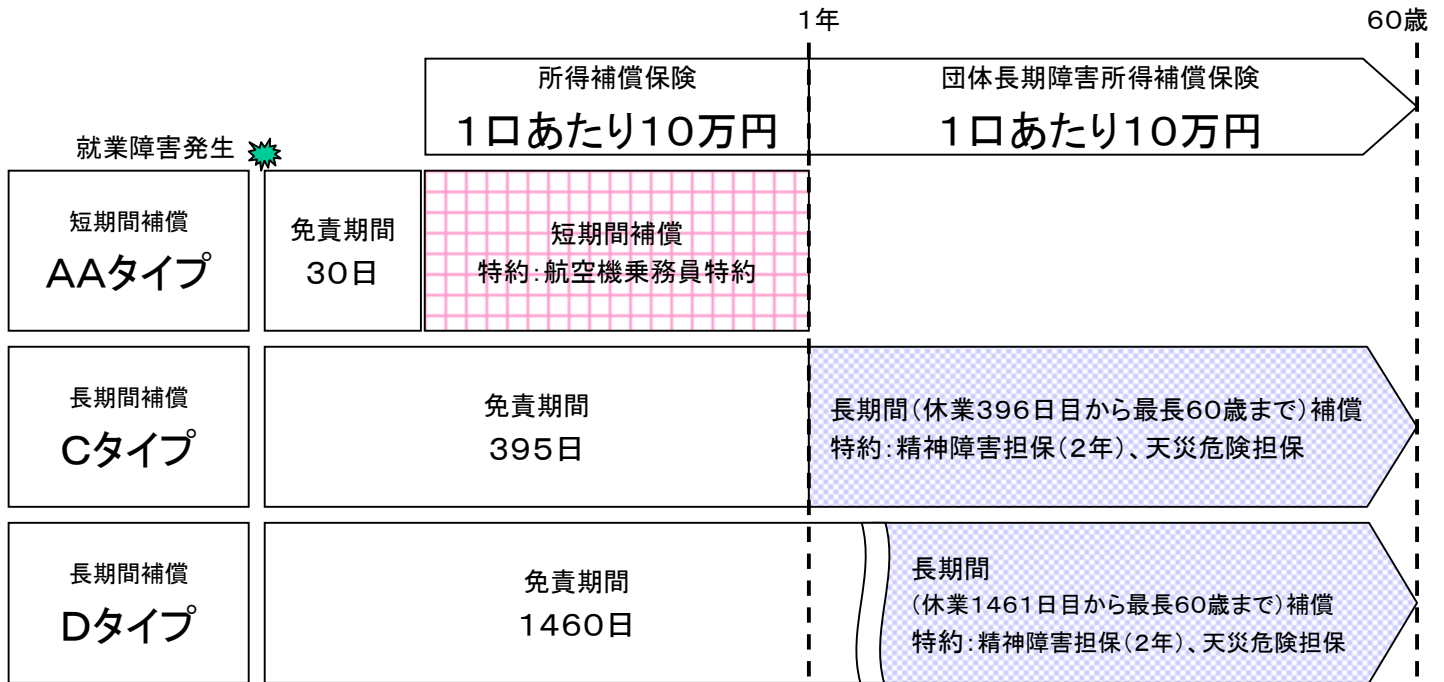 1年
60歳
所得補償保険
1口あたり10万円
団体長期障害所得補償保険
1口あたり10万円
就業障害発生
短期間補償
AAタイプ
免責期間
30日
短期間補償
特約:航空機乗務員特約
長期間補償
Cタイプ
免責期間
395日
長期間(休業396日目から最長60歳まで)補償
特約:精神障害担保(2年)、天災危険担保
長期間補償
Dタイプ
免責期間
1460日
長期間
(休業1461日目から最長60歳まで)補償
特約:精神障害担保(2年)、天災危険担保